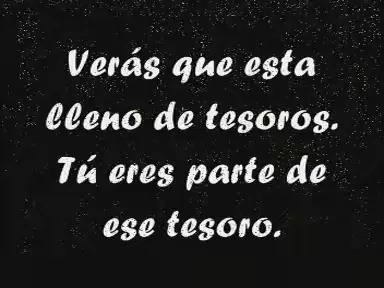 Verás que esta
lleno de tesoros.
Tú eres parte de
ese tesoro.